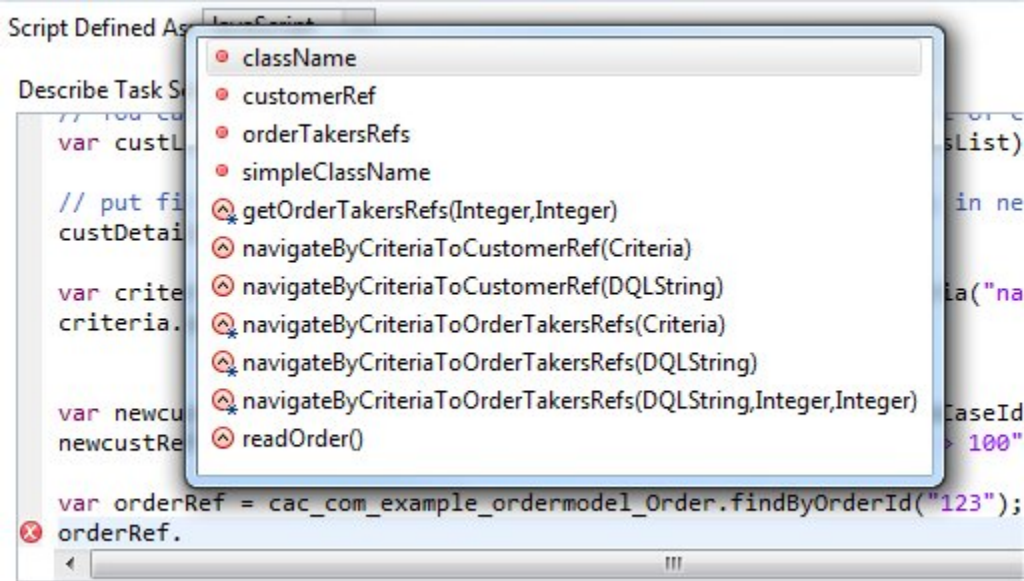 Script Defined As
Describe Task S
var custL
sList)
// put fi
in ne
custDetai
var crite
ia("na
criteria.
var newcu
CaseId
newcustRe
> 100"
className
customerRef
orderTakersRefs
simpleClassName
getOrderTakersRefs(Integer,Integer)
navigateByCriteriaToCustomerRef(Criteria)
navigateByCriteriaToCustomerRef(DQLString)
navigateByCriteriaToOrderTakersRefs(Criteria)
navigateByCriteriaToOrderTakersRefs(DQLString)
navigateByCriteriaToOrderTakersRefs(DQLString,Integer,Integer)
readOrder()
var orderRef = cac_com_example_ordermodel_Order.findByOrderId("123");
orderRef.